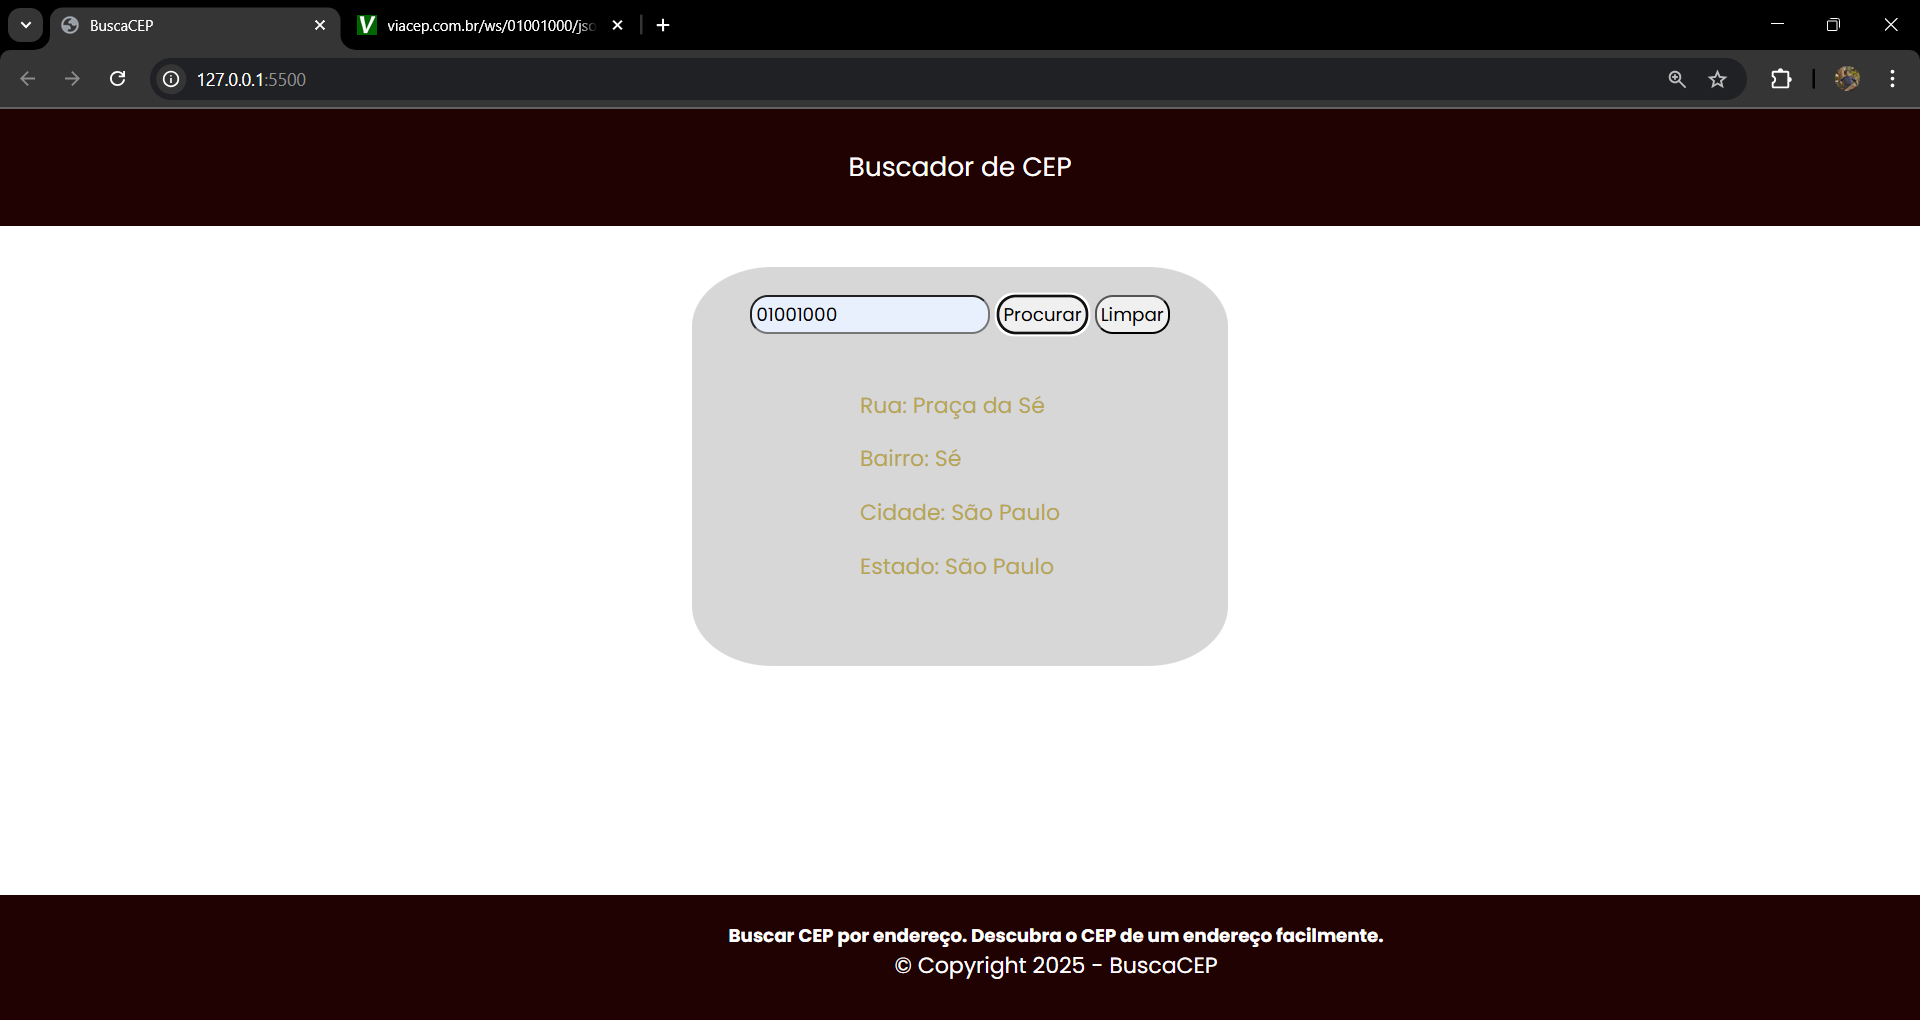 BuscaCEP
viacep.com.br/ws/01001000/jso
127.0.0.1:5500
Buscador de CEP
01001000 Procurar Limpar
Rua: Praça da Sé
Bairro: Sé
Cidade: São Paulo
Estado: São Paulo
Buscar CEP por endereço. Descubra o CEP de um endereço facilmente.
© Copyright 2025 - BuscaCEP